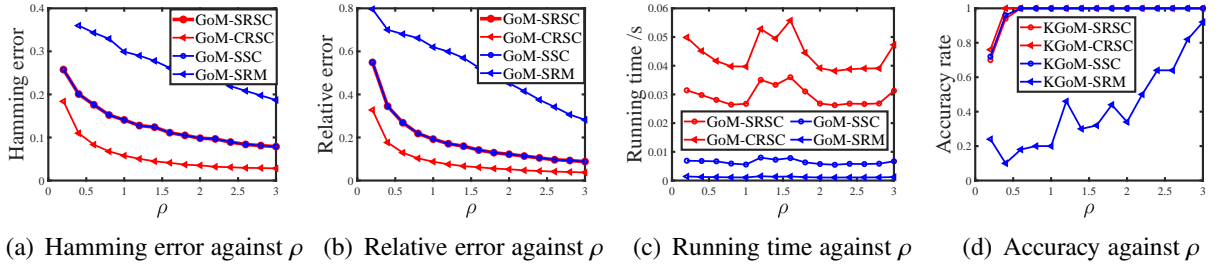 Hamming error
0.4
0.3
0.2
0.1
0
0.5
1
1.5
2
2.5
3
ρ
GoM-SRSC
GoM-CRSC
GoM-SSC
GoM-SRM
(a) Hamming error against ρ
Relative error
0.8
0.6
0.4
0.2
0
0.5
1
1.5
2
2.5
3
ρ
GoM-SRSC
GoM-CRSC
GoM-SSC
GoM-SRM
(b) Relative error against ρ
Running time /s
0.06
0.05
0.04
0.03
0.02
0.01
0
0.5
1
1.5
2
2.5
3
ρ
GoM-SRSC
GoM-CRSC
GoM-SSC
GoM-SRM
(c) Running time against ρ
Accuracy rate
1
0.8
0.6
0.4
0.2
0
0.5
1
1.5
2
2.5
3
ρ
KGoM-SRSC
KGoM-CRSC
KGoM-SSC
KGoM-SRM
(d) Accuracy against ρ